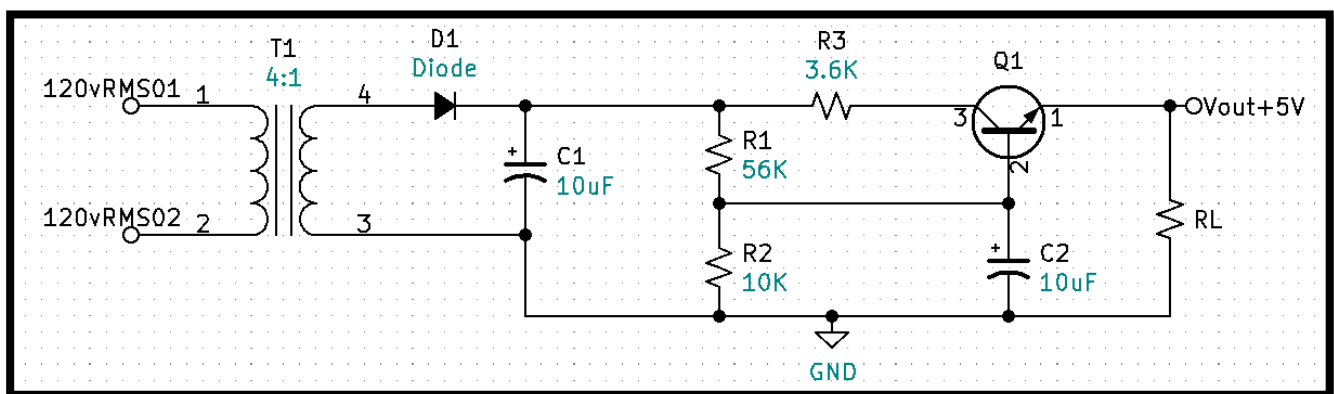 T1
4:1
D1
Diode
R3
3.6K
Q1
120vRMS01
1
4
3
1
Vout+5V
+
C1
10uF
R1
56K
2
120vRMS02
2
3
R2
10K
+
C2
10uF
RL
GND